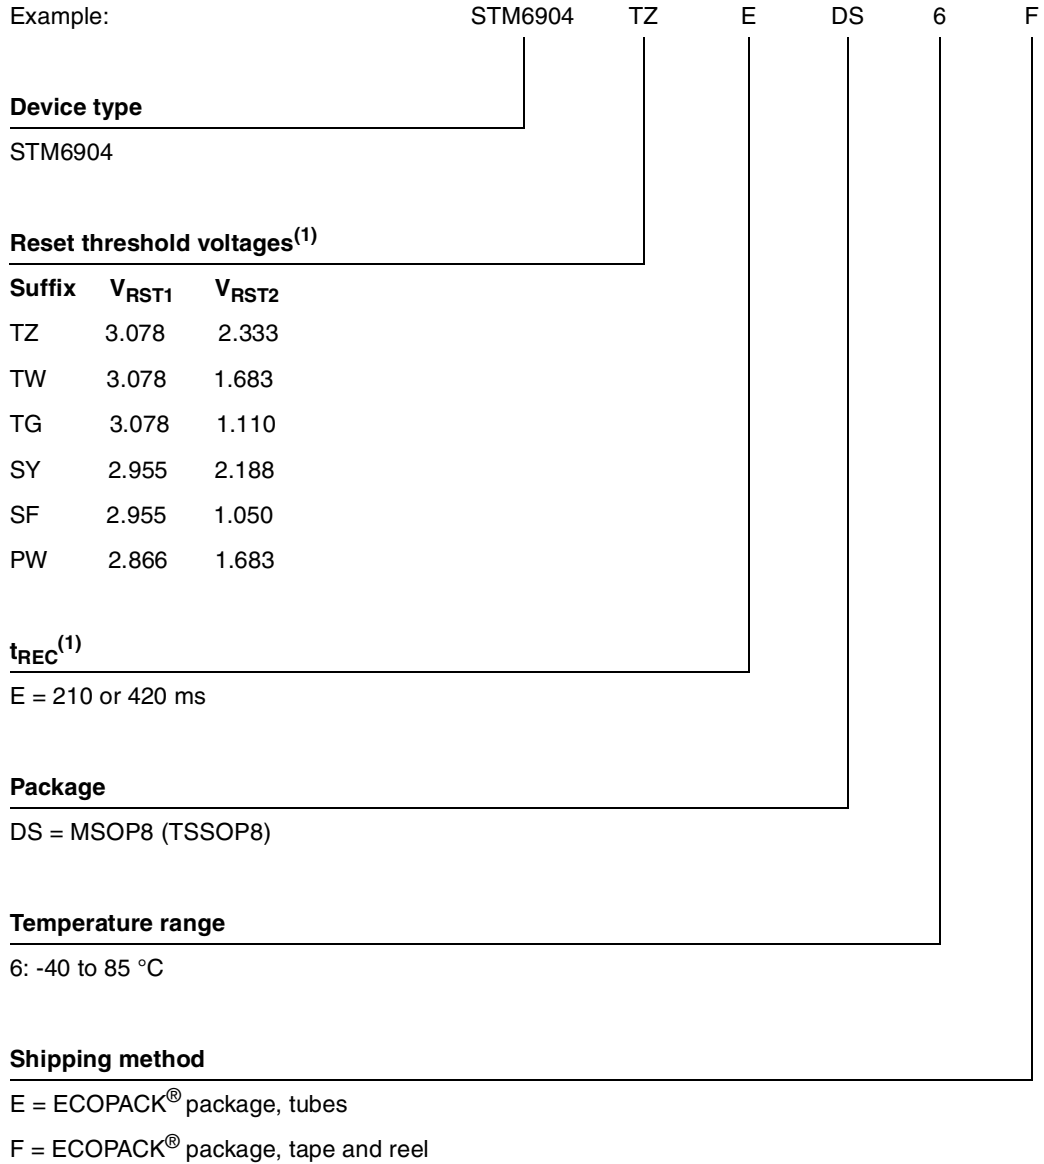 Example: STM6904 TZ E DS 6 F
Device type
STM6904
Reset threshold voltages(1)
Suffix VRST1 VRST2
TZ 3.078 2.333
TW 3.078 1.683
TG 3.078 1.110
SY 2.955 2.188
SF 2.955 1.050
PW 2.866 1.683
tREC(1)
E = 210 or 420 ms
Package
DS = MSOP8 (TSSOP8)
Temperature range
6: -40 to 85 °C
Shipping method
E = ECOPACK® package, tubes
F = ECOPACK® package, tape and reel